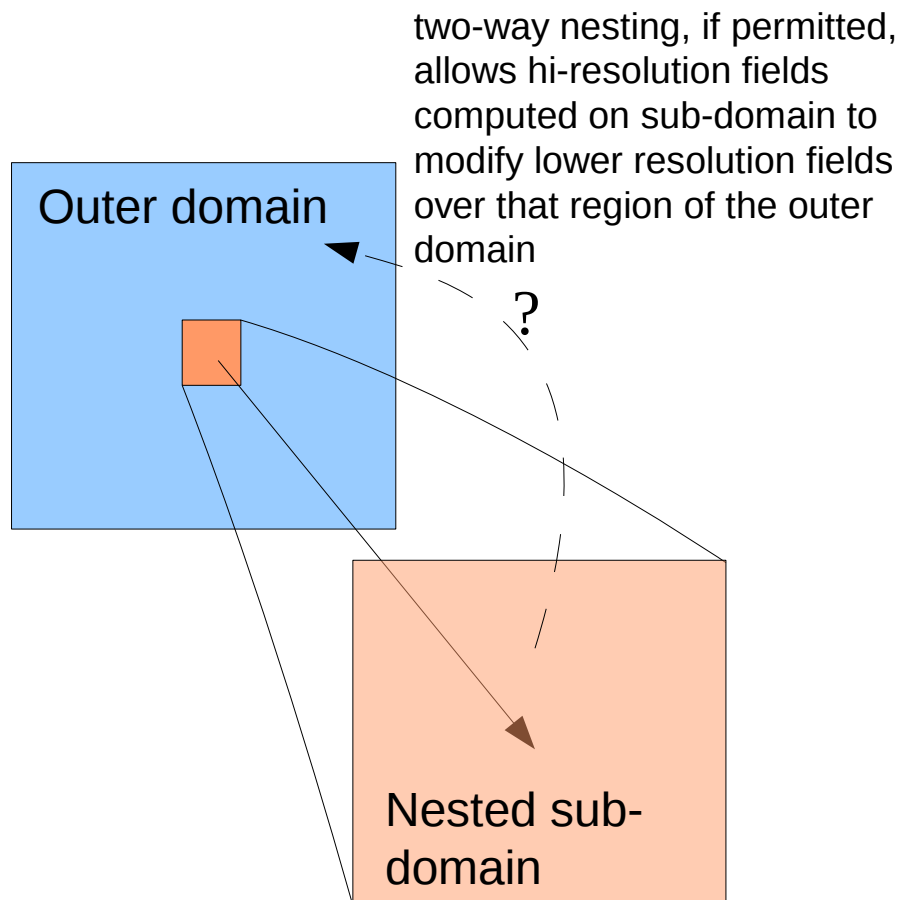 two-way nesting, if permitted,
allows hi-resolution fields
computed on sub-domain to
modify lower resolution fields
over that region of the outer
domain
Outer domain
?
Nested sub-
domain